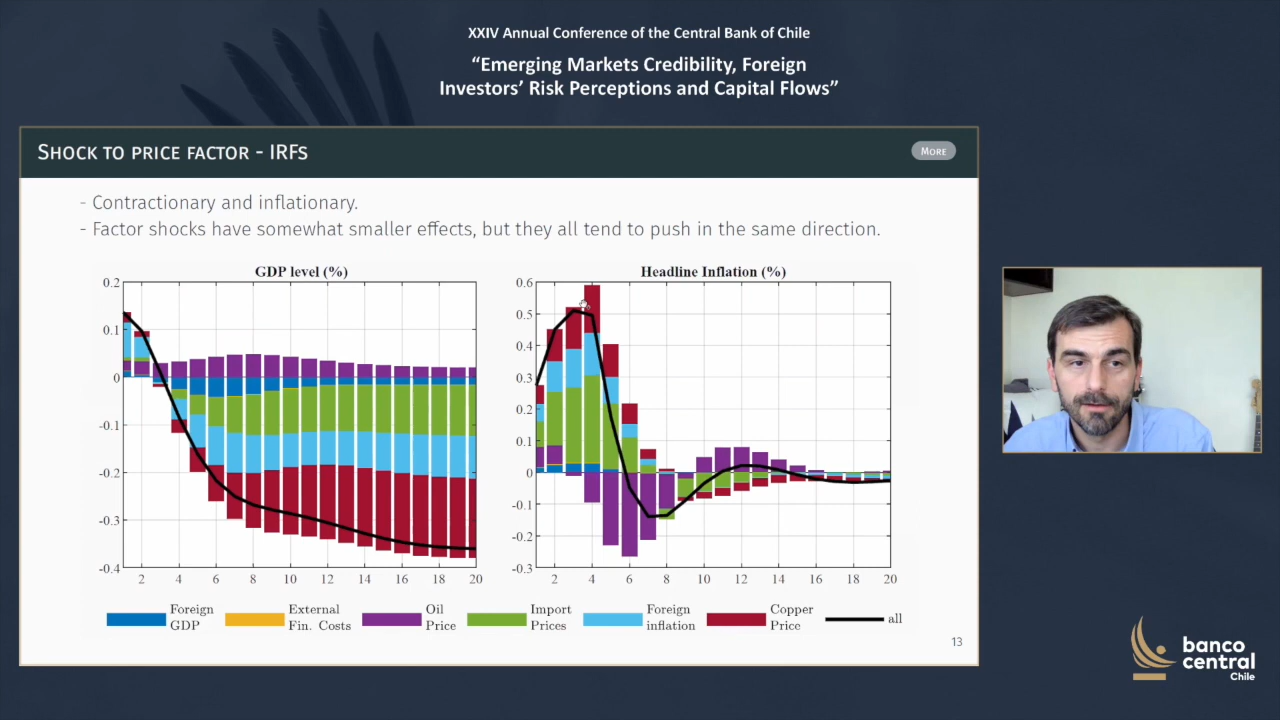 XXIV Annual Conference of the Central Bank of Chile
“Emerging Markets Credibility, Foreign
Investors’ Risk Perceptions and Capital Flows”
Shock to price factor - IRFs
More
- Contractionary and inflationary.
- Factor shocks have somewhat smaller effects, but they all tend to push in the same direction.
GDP level (%)
0.2
0.1
0
-0.1
-0.2
-0.3
-0.4
2 4 6 8 10 12 14 16 18 20
Headline Inflation (%)
0.6
0.5
0.4
0.3
0.2
0.1
0
-0.1
-0.2
-0.3
2 4 6 8 10 12 14 16 18 20
Foreign
GDP
External
Fin. Costs
Oil
Price
Import
Prices
Foreign
inflation
Copper
Price
all
13
banco
central
Chile